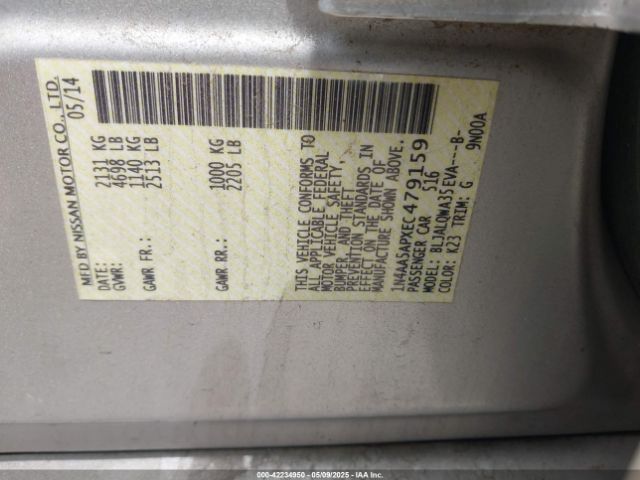 MFD BY NISSAN MOTOR CO., LTD.
DATE: 05/14
GVWR: 2131 KG
4698 LB
GAWR FR.: 1140 KG
2513 LB
GAWR RR.: 1000 KG
2205 LB
THIS VEHICLE CONFORMS TO
ALL APPLICABLE FEDERAL
MOTOR VEHICLE SAFETY,
BUMPER, AND THEFT
PREVENTION STANDARDS IN
EFFECT ON THE DATE OF
MANUFACTURE SHOWN ABOVE.
1N4AA5APXEC479159
PASSENGER CAR 516
MODEL: BLJALQWA35EVA----B-
COLOR: K23 TRIM: G 9N00A
000-42234950 - 05/09/2025 - IAA Inc.